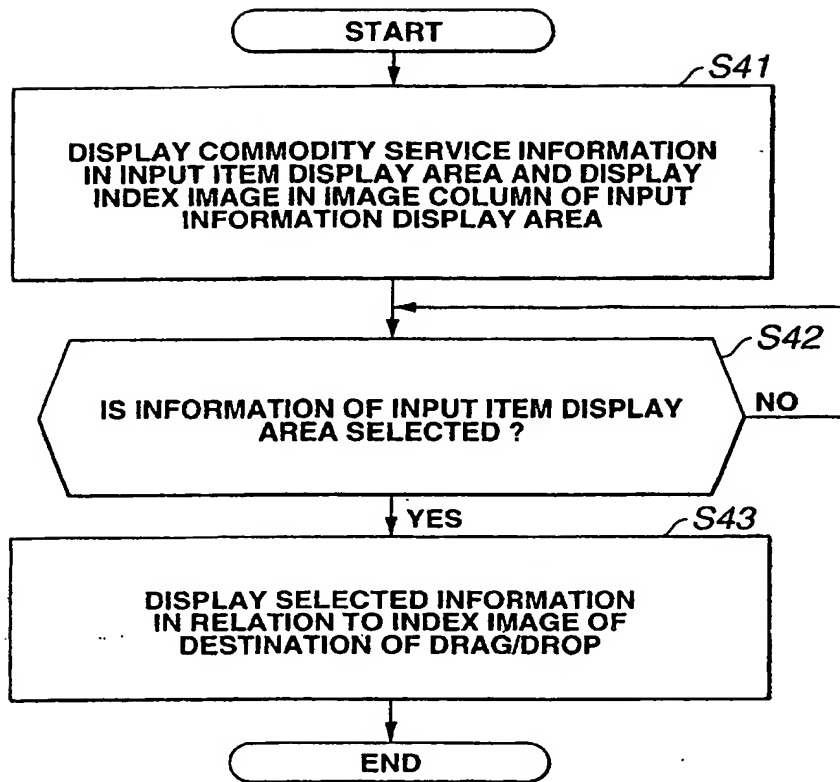 START
S41
DISPLAY COMMODITY SERVICE INFORMATION
IN INPUT ITEM DISPLAY AREA AND DISPLAY
INDEX IMAGE IN IMAGE COLUMN OF INPUT
INFORMATION DISPLAY AREA
S42
IS INFORMATION OF INPUT ITEM DISPLAY
AREA SELECTED ?
NO
YES
S43
DISPLAY SELECTED INFORMATION
IN RELATION TO INDEX IMAGE OF
DESTINATION OF DRAG/DROP
END